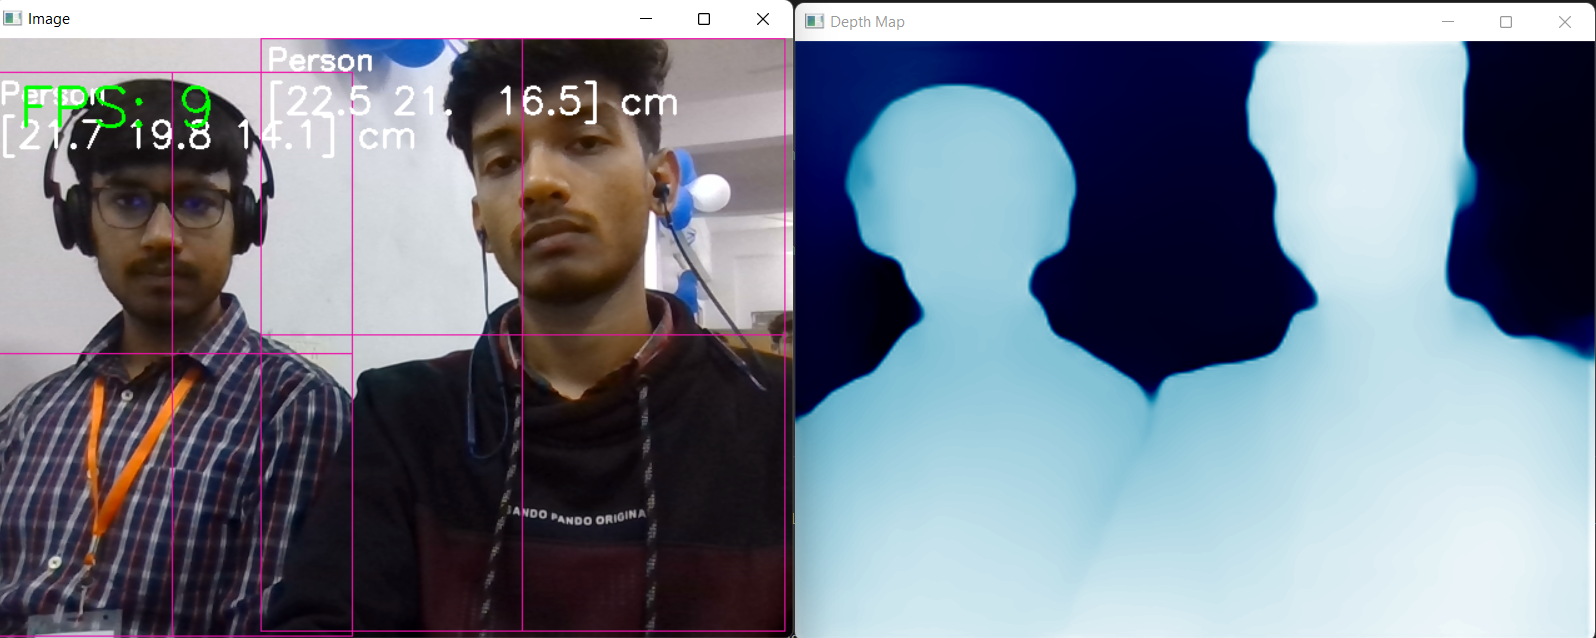 Image
Depth Map
Person
[22.5 21.  16.5] cm
Person
FPS: 9
[21.7 19.8 14.1] cm
ANDO PANDO ORIGINA